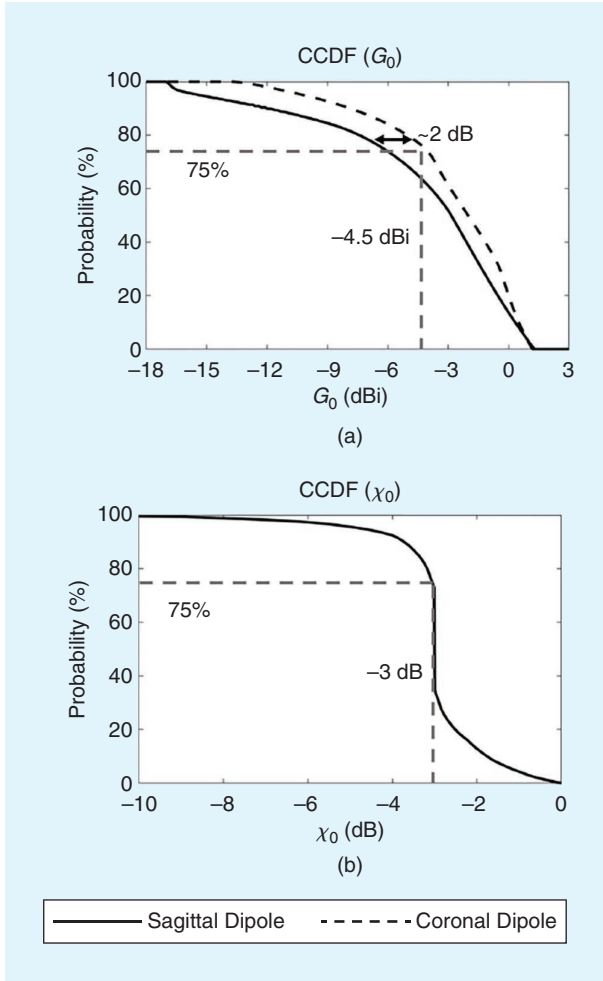 CCDF (G₀)
100
80
60
40
20
0
Probability (%)
~2 dB
75%
−4.5 dBi
−18 −15 −12 −9 −6 −3 0 3
G₀ (dBi)
(a)
CCDF (χ₀)
100
80
60
40
20
0
Probability (%)
75%
−3 dB
−10 −8 −6 −4 −2 0
χ₀ (dB)
(b)
Sagittal Dipole Coronal Dipole